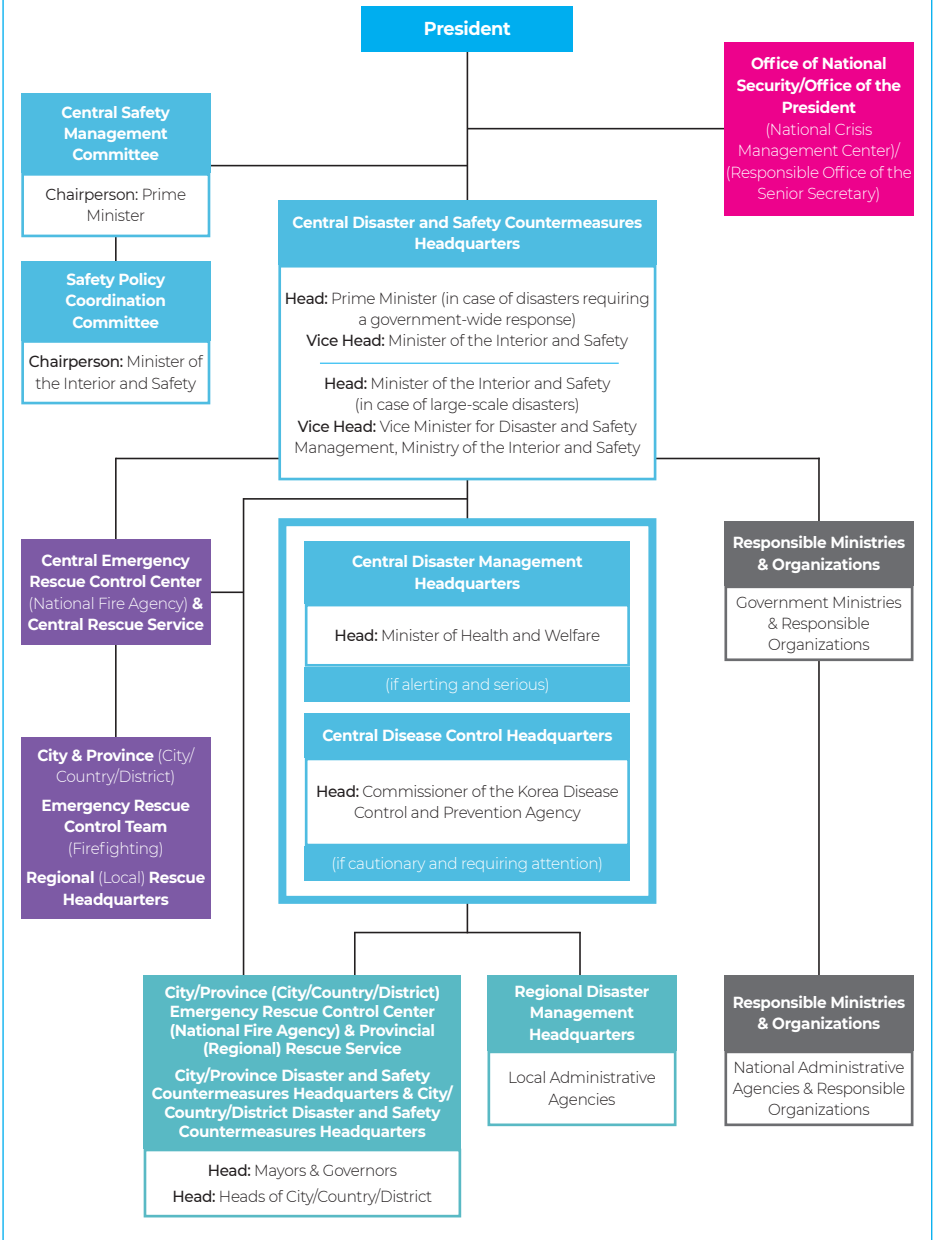 President
Office of National
Security/Office of the
President
(National Crisis
Management Center)/
(Responsible Office of the
Senior Secretary)
Central Safety
Management
Committee
Chairperson: Prime
Minister
Safety Policy
Coordination
Committee
Chairperson: Minister of
the Interior and Safety
Central Disaster and Safety Countermeasures
Headquarters
Head: Prime Minister (in case of disasters requiring
a government-wide response)
Vice Head: Minister of the Interior and Safety
Head: Minister of the Interior and Safety
(in case of large-scale disasters)
Vice Head: Vice Minister for Disaster and Safety
Management, Ministry of the Interior and Safety
Central Emergency
Rescue Control Center
(National Fire Agency) &
Central Rescue Service
City & Province (City/
Country/District)
Emergency Rescue
Control Team
(Firefighting)
Regional (Local) Rescue
Headquarters
Central Disaster Management
Headquarters
Head: Minister of Health and Welfare
(if alerting and serious)
Central Disease Control Headquarters
Head: Commissioner of the Korea Disease
Control and Prevention Agency
(if cautionary and requiring attention)
Responsible Ministries
& Organizations
Government Ministries
& Responsible
Organizations
City/Province (City/Country/District)
Emergency Rescue Control Center
(National Fire Agency) & Provincial
(Regional) Rescue Service
City/Province Disaster and Safety
Countermeasures Headquarters & City/
Country/District Disaster and Safety
Countermeasures Headquarters
Head: Mayors & Governors
Head: Heads of City/Country/District
Regional Disaster
Management
Headquarters
Local Administrative
Agencies
Responsible Ministries
& Organizations
National Administrative
Agencies & Responsible
Organizations